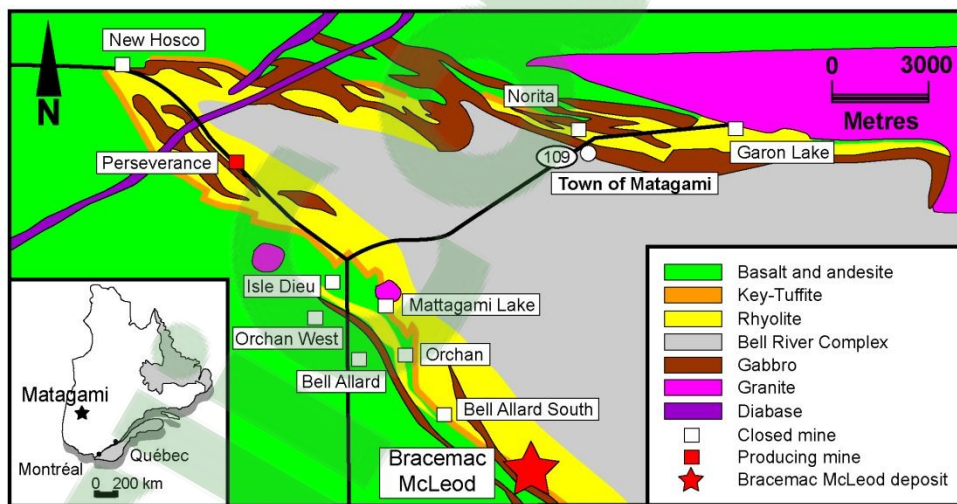 New Hosco
N
Norita
0 3000
Metres
Perseverance
109
Garon Lake
Town of Matagami
Isle Dieu
Mattagami Lake
Orchan West
Orchan
Bell Allard
Bell Allard South
Bracemac
McLeod
Matagami
Québec
Montréal
0 200 km
Basalt and andesite
Key-Tuffite
Rhyolite
Bell River Complex
Gabbro
Granite
Diabase
Closed mine
Producing mine
Bracemac McLeod deposit